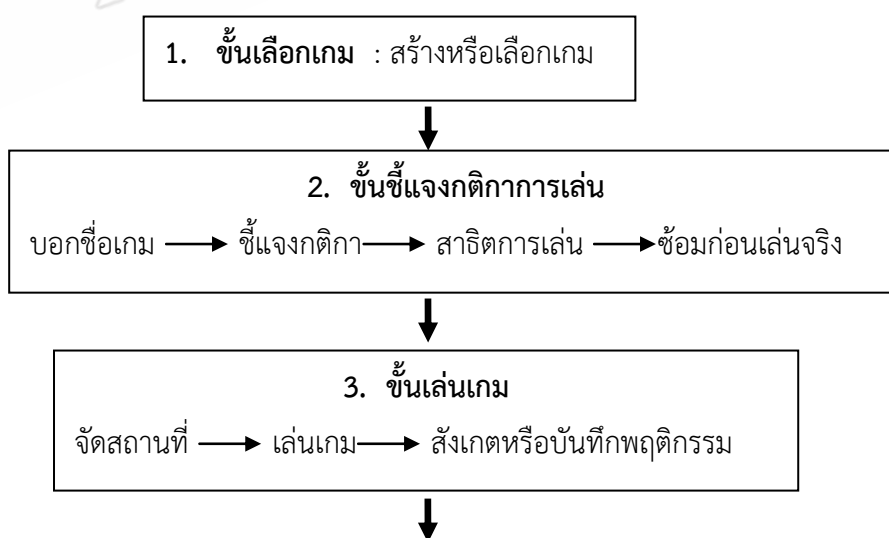 1. ขั้นเลือกเกม : สร้างหรือเลือกเกม
2. ขั้นชี้แจงกติกาการเล่น
บอกชื่อเกม ชี้แจงกติกา สาธิตการเล่น ซ้อมก่อนเล่นจริง
3. ขั้นเล่นเกม
จัดสถานที่ เล่นเกม สังเกตหรือบันทึกพฤติกรรม